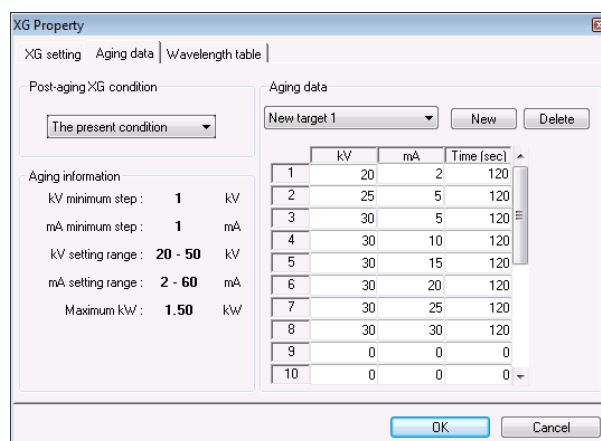 XG Property
XG setting Aging data Wavelength table
Post-aging XG condition
The present condition
Aging information
kV minimum step : 1 kV
mA minimum step : 1 mA
kV setting range : 20 - 50 kV
mA setting range : 2 - 60 mA
Maximum kW : 1.50 kW
Aging data
New target 1 New Delete
kV mA Time (sec)
1 20 2 120
2 25 5 120
3 30 5 120
4 30 10 120
5 30 15 120
6 30 20 120
7 30 25 120
8 30 30 120
9 0 0 0
10 0 0 0
OK Cancel